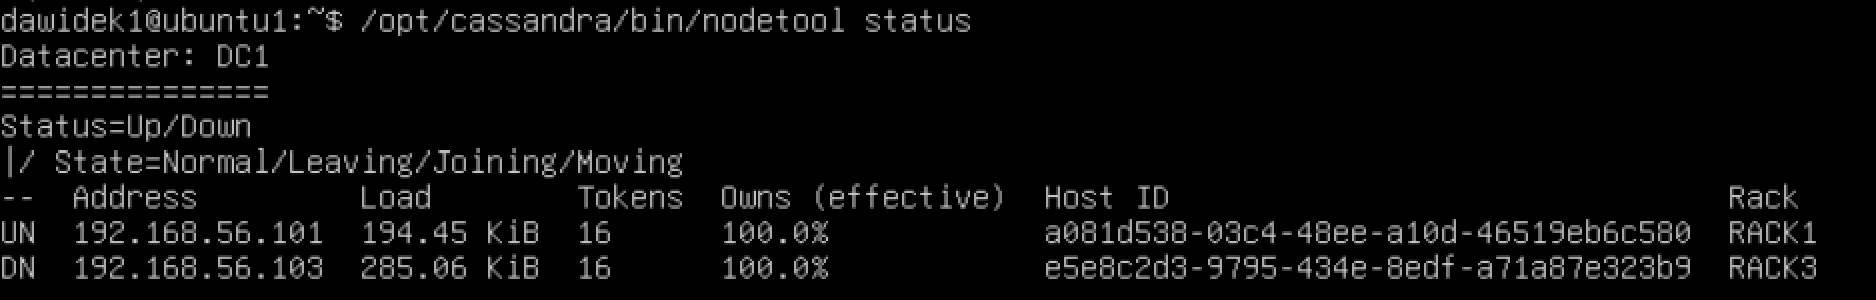 dawidek1@ubuntu1:~$ /opt/cassandra/bin/nodetool status
Datacenter: DC1
===============
Status=Up/Down
|/ State=Normal/Leaving/Joining/Moving
--  Address         Load        Tokens  Owns (effective)  Host ID                               Rack
UN  192.168.56.101  194.45 KiB  16      100.0%            a081d538-03c4-48ee-a10d-46519eb6c580  RACK1
DN  192.168.56.103  285.06 KiB  16      100.0%            e5e8c2d3-9795-434e-8edf-a71a87e323b9  RACK3